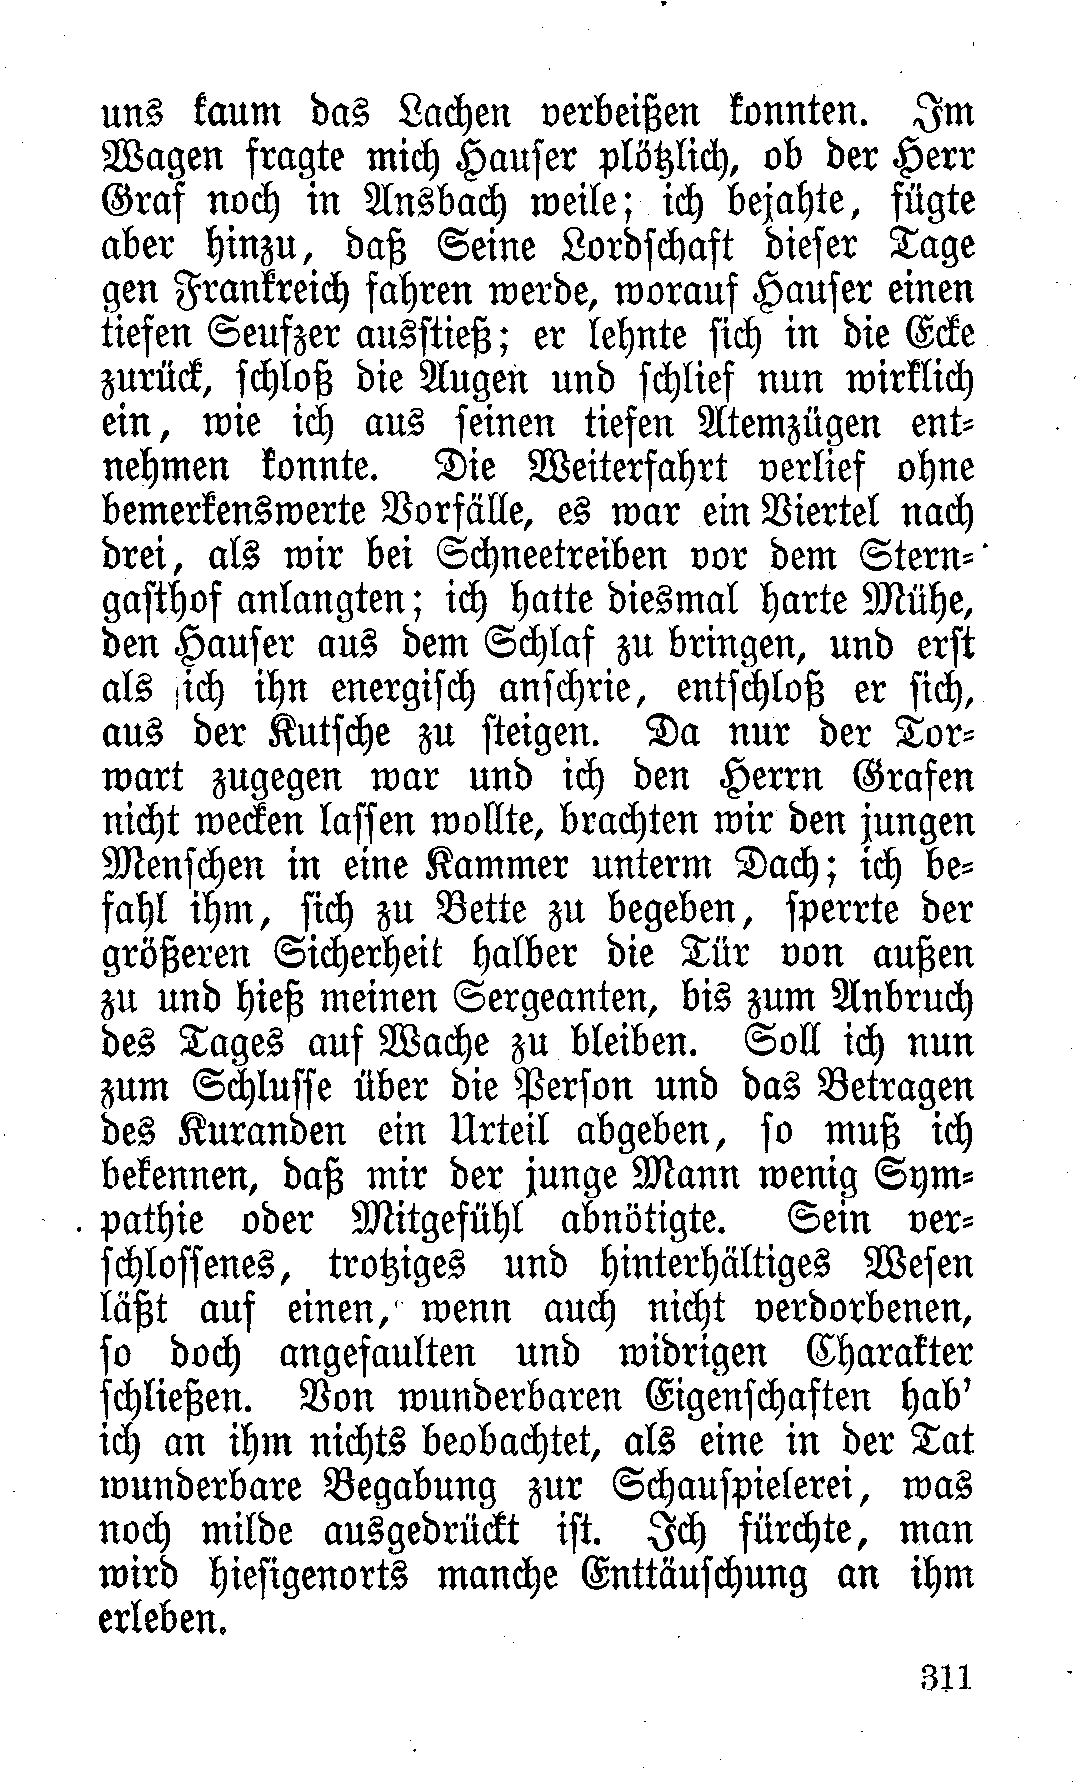 uns kaum das Lachen verbeißen konnten. Im
Wagen fragte mich Hauser plötzlich, ob der Herr
Graf noch in Ansbach weile; ich bejahte, fügte
aber hinzu, daß Seine Lordschaft dieser Tage
gen Frankreich fahren werde, worauf Hauser einen
tiefen Seufzer ausstieß; er lehnte sich in die Ecke
zurück, schloß die Augen und schlief nun wirklich
ein, wie ich aus seinen tiefen Atemzügen ent-
nehmen konnte. Die Weiterfahrt verlief ohne
bemerkenswerte Vorfälle, es war ein Viertel nach
drei, als wir bei Schneetreiben vor dem Stern-
gasthof anlangten; ich hatte diesmal harte Mühe,
den Hauser aus dem Schlaf zu bringen, und erst
als ich ihn energisch anschrie, entschloß er sich,
aus der Kutsche zu steigen. Da nur der Tor-
wart zugegen war und ich den Herrn Grafen
nicht wecken lassen wollte, brachten wir den jungen
Menschen in eine Kammer unterm Dach; ich be-
fahl ihm, sich zu Bette zu begeben, sperrte der
größeren Sicherheit halber die Tür von außen
zu und hieß meinen Sergeanten, bis zum Anbruch
des Tages auf Wache zu bleiben. Soll ich nun
zum Schlusse über die Person und das Betragen
des Kuranden ein Urteil abgeben, so muß ich
bekennen, daß mir der junge Mann wenig Sym-
pathie oder Mitgefühl abnötigte. Sein ver-
schlossenes, trotziges und hinterhältiges Wesen
läßt auf einen, wenn auch nicht verdorbenen,
so doch angefaulten und widrigen Charakter
schließen. Von wunderbaren Eigenschaften hab'
ich an ihm nichts beobachtet, als eine in der Tat
wunderbare Begabung zur Schauspielerei, was
noch milde ausgedrückt ist. Ich fürchte, man
wird hiesigenorts manche Enttäuschung an ihm
erleben.
311